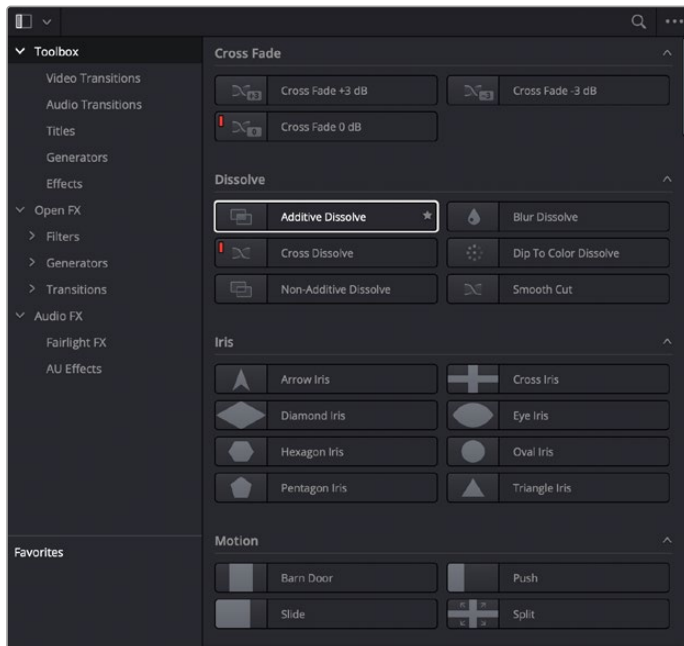 Toolbox
Video Transitions
Audio Transitions
Titles
Generators
Effects
Open FX
Filters
Generators
Transitions
Audio FX
Fairlight FX
AU Effects
Favorites
Cross Fade
+3
Cross Fade +3 dB
-3
Cross Fade -3 dB
0
Cross Fade 0 dB
Dissolve
Additive Dissolve
Blur Dissolve
Cross Dissolve
Dip To Color Dissolve
Non-Additive Dissolve
Smooth Cut
Iris
Arrow Iris
Cross Iris
Diamond Iris
Eye Iris
Hexagon Iris
Oval Iris
Pentagon Iris
Triangle Iris
Motion
Barn Door
Push
Slide
Split